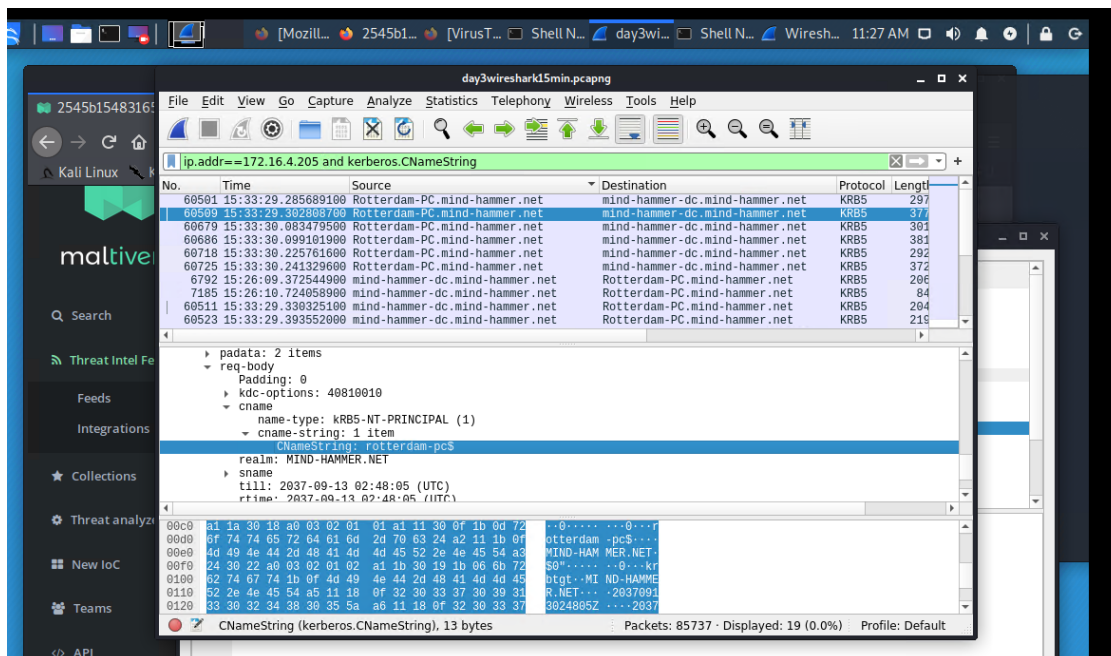 [Mozill... 2545b1... [VirusT... Shell N... day3wi... Shell N... Wiresh... 11:27 AM
day3wireshark15min.pcapng
2545b1548316
File Edit View Go Capture Analyze Statistics Telephony Wireless Tools Help
ip.addr==172.16.4.205 and kerberos.CNameString
Kali Linux
No. Time Source Destination Protocol Lengt
60501 15:33:29.285689100 Rotterdam-PC.mind-hammer.net mind-hammer-dc.mind-hammer.net KRB5 297
60509 15:33:29.302808700 Rotterdam-PC.mind-hammer.net mind-hammer-dc.mind-hammer.net KRB5 377
60679 15:33:30.083479500 Rotterdam-PC.mind-hammer.net mind-hammer-dc.mind-hammer.net KRB5 301
60686 15:33:30.099101900 Rotterdam-PC.mind-hammer.net mind-hammer-dc.mind-hammer.net KRB5 381
60718 15:33:30.225761600 Rotterdam-PC.mind-hammer.net mind-hammer-dc.mind-hammer.net KRB5 292
60725 15:33:30.241329600 Rotterdam-PC.mind-hammer.net mind-hammer-dc.mind-hammer.net KRB5 372
6792 15:26:09.372544900 mind-hammer-dc.mind-hammer.net Rotterdam-PC.mind-hammer.net KRB5 206
7185 15:26:10.724058900 mind-hammer-dc.mind-hammer.net Rotterdam-PC.mind-hammer.net KRB5 84
60511 15:33:29.330325100 mind-hammer-dc.mind-hammer.net Rotterdam-PC.mind-hammer.net KRB5 204
60523 15:33:29.393552000 mind-hammer-dc.mind-hammer.net Rotterdam-PC.mind-hammer.net KRB5 219
maltive
Search
Threat Intel Fe
Feeds
Integrations
Collections
Threat analyz
New IoC
Teams
API
padata: 2 items
req-body
Padding: 0
kdc-options: 40810010
cname
name-type: kRB5-NT-PRINCIPAL (1)
cname-string: 1 item
CNameString: rotterdam-pc$
realm: MIND-HAMMER.NET
sname
till: 2037-09-13 02:48:05 (UTC)
rtime: 2037-09-13 02:48:05 (UTC)
00c0 a1 1a 30 18 a0 03 02 01 01 a1 11 30 0f 1b 0d 72 ··0····· ···0···r
00d0 6f 74 74 65 72 64 61 6d 2d 70 63 24 a2 11 1b 0f otterdam -pc$····
00e0 4d 49 4e 44 2d 48 41 4d 4d 45 52 2e 4e 45 54 a3 MIND-HAM MER.NET·
00f0 24 30 22 a0 03 02 01 02 a1 1b 30 19 1b 06 6b 72 $0"····· ··0···kr
0100 62 74 67 74 1b 0f 4d 49 4e 44 2d 48 41 4d 4d 45 btgt··MI ND-HAMME
0110 52 2e 4e 45 54 a5 11 18 0f 32 30 33 37 30 39 31 R.NET··· ·2037091
0120 33 30 32 34 38 30 35 5a a6 11 18 0f 32 30 33 37 3024805Z ····2037
CNameString (kerberos.CNameString), 13 bytes Packets: 85737 · Displayed: 19 (0.0%) Profile: Default